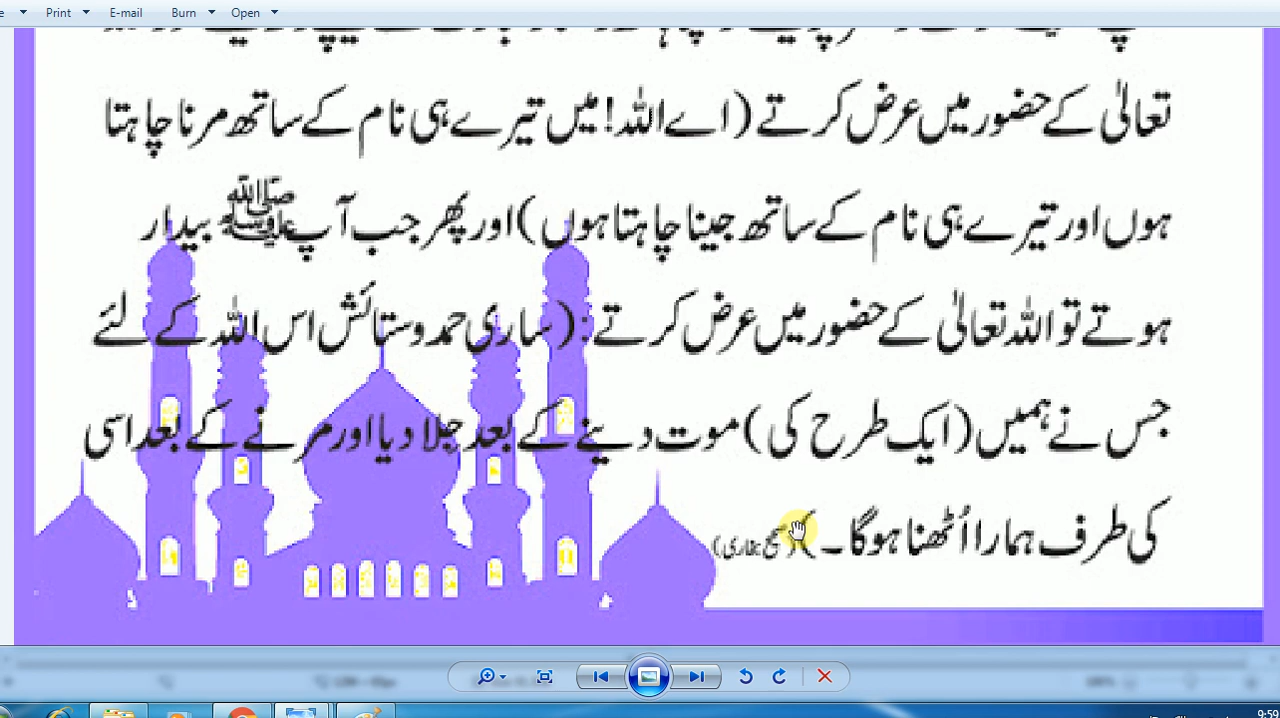 Print E-mail Burn Open
تعالیٰ کے حضور میں عرض کرتے (اے اللہ! میں تیرے ہی نام کے ساتھ مرنا چاہتا
ہوں اور تیرے ہی نام کے ساتھ جینا چاہتا ہوں) اور پھر جب آپ ﷺ بیدار
ہوتے تو اللہ تعالیٰ کے حضور میں عرض کرتے: (ساری حمد و ستائش اس اللہ کے لئے
جس نے ہمیں (ایک طرح کی) موت دینے کے بعد جِلا دیا اور مرنے کے بعد اسی
کی طرف ہمارا اُٹھنا ہوگا۔) (صحیح بخاری)
9:59